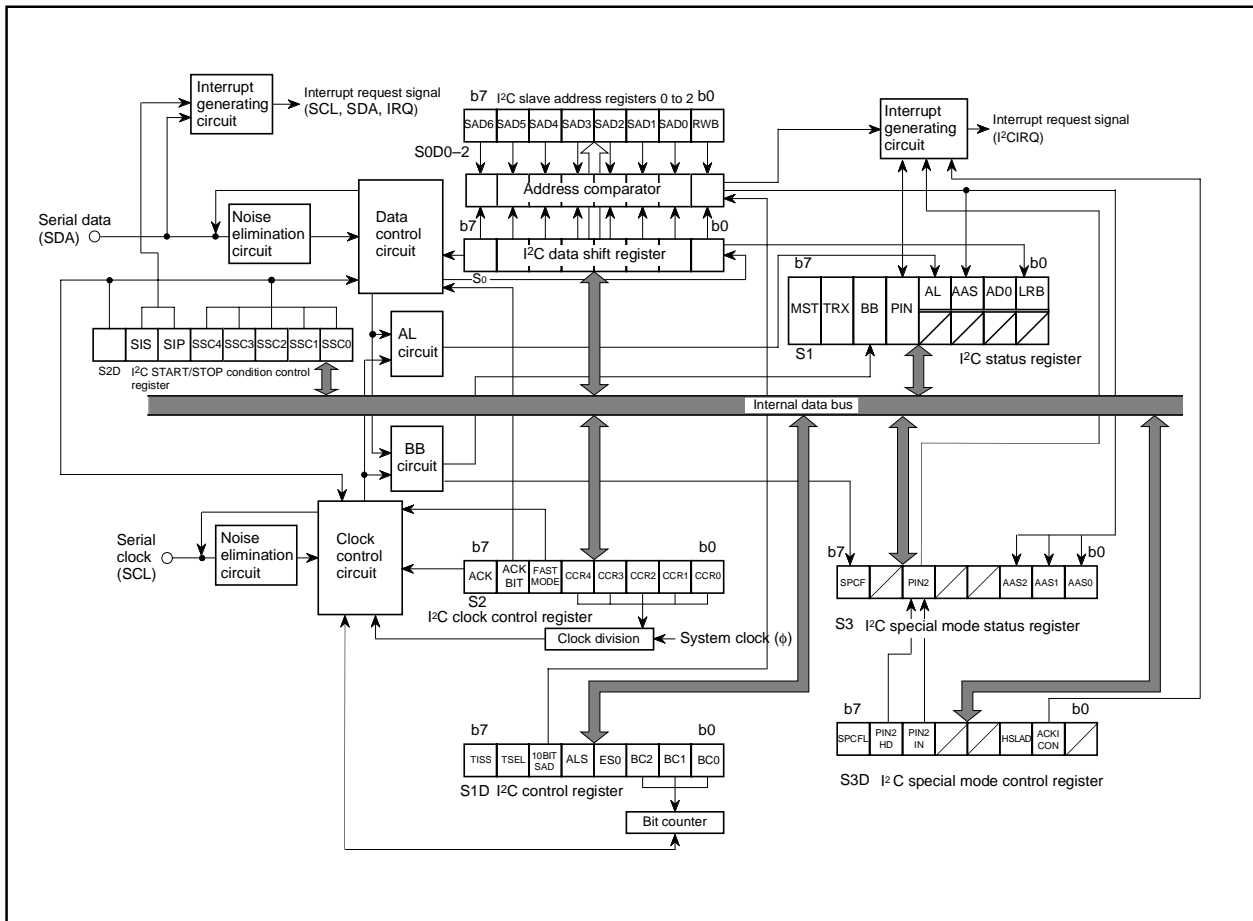 Interrupt generating circuit
Interrupt request signal (SCL, SDA, IRQ)
b7 I²C slave address registers 0 to 2 b0
SAD6 SAD5 SAD4 SAD3 SAD2 SAD1 SAD0 RWB
S0D0–2
Address comparator
Interrupt generating circuit
Interrupt request signal (I²CIRQ)
Serial data (SDA)
Noise elimination circuit
Data control circuit
b7 b0
I²C data shift register
S0
b7 b0
MST TRX BB PIN AL AAS AD0 LRB
S1
I²C status register
SIS SIP SSC4 SSC3 SSC2 SSC1 SSC0
S2D I²C START/STOP condition control register
AL circuit
Internal data bus
BB circuit
Serial clock (SCL)
Noise elimination circuit
Clock control circuit
b7 b0
ACK ACK BIT FAST MODE CCR4 CCR3 CCR2 CCR1 CCR0
S2
I²C clock control register
Clock division
System clock (ϕ)
b7 b0
SPCF PIN2 AAS2 AAS1 AAS0
S3 I²C special mode status register
b7 b0
TISS TSEL 10BIT SAD ALS ES0 BC2 BC1 BC0
S1D I²C control register
Bit counter
b7 b0
SPCFL PIN2 HD PIN2 IN HSLAD ACKI CON
S3D I²C special mode control register